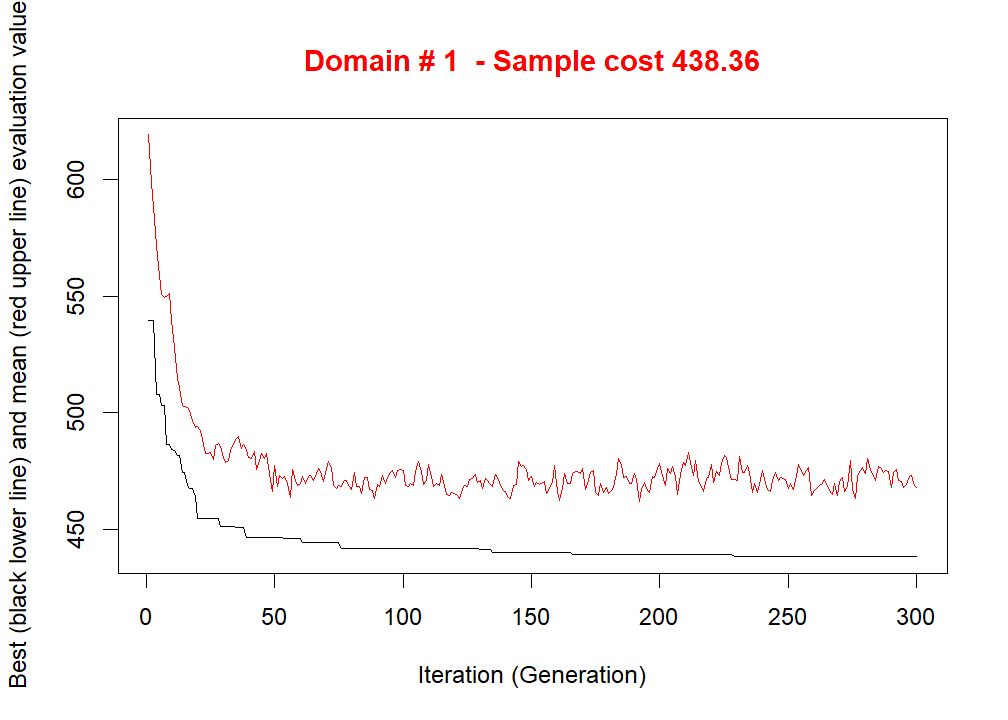 Domain # 1  - Sample cost 438.36
Best (black lower line) and mean (red upper line) evaluation value
600
550
500
450
0 50 100 150 200 250 300
Iteration (Generation)